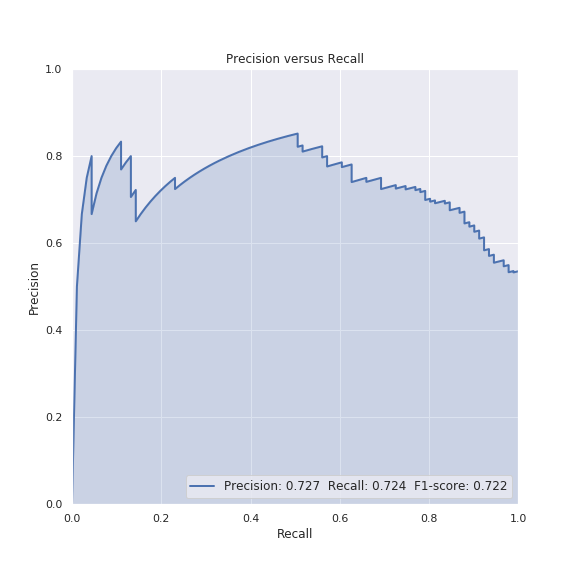 Precision versus Recall
1.0
0.8
0.6
0.4
0.2
0.0
Precision
Precision: 0.727  Recall: 0.724  F1-score: 0.722
0.0 0.2 0.4 0.6 0.8 1.0
Recall